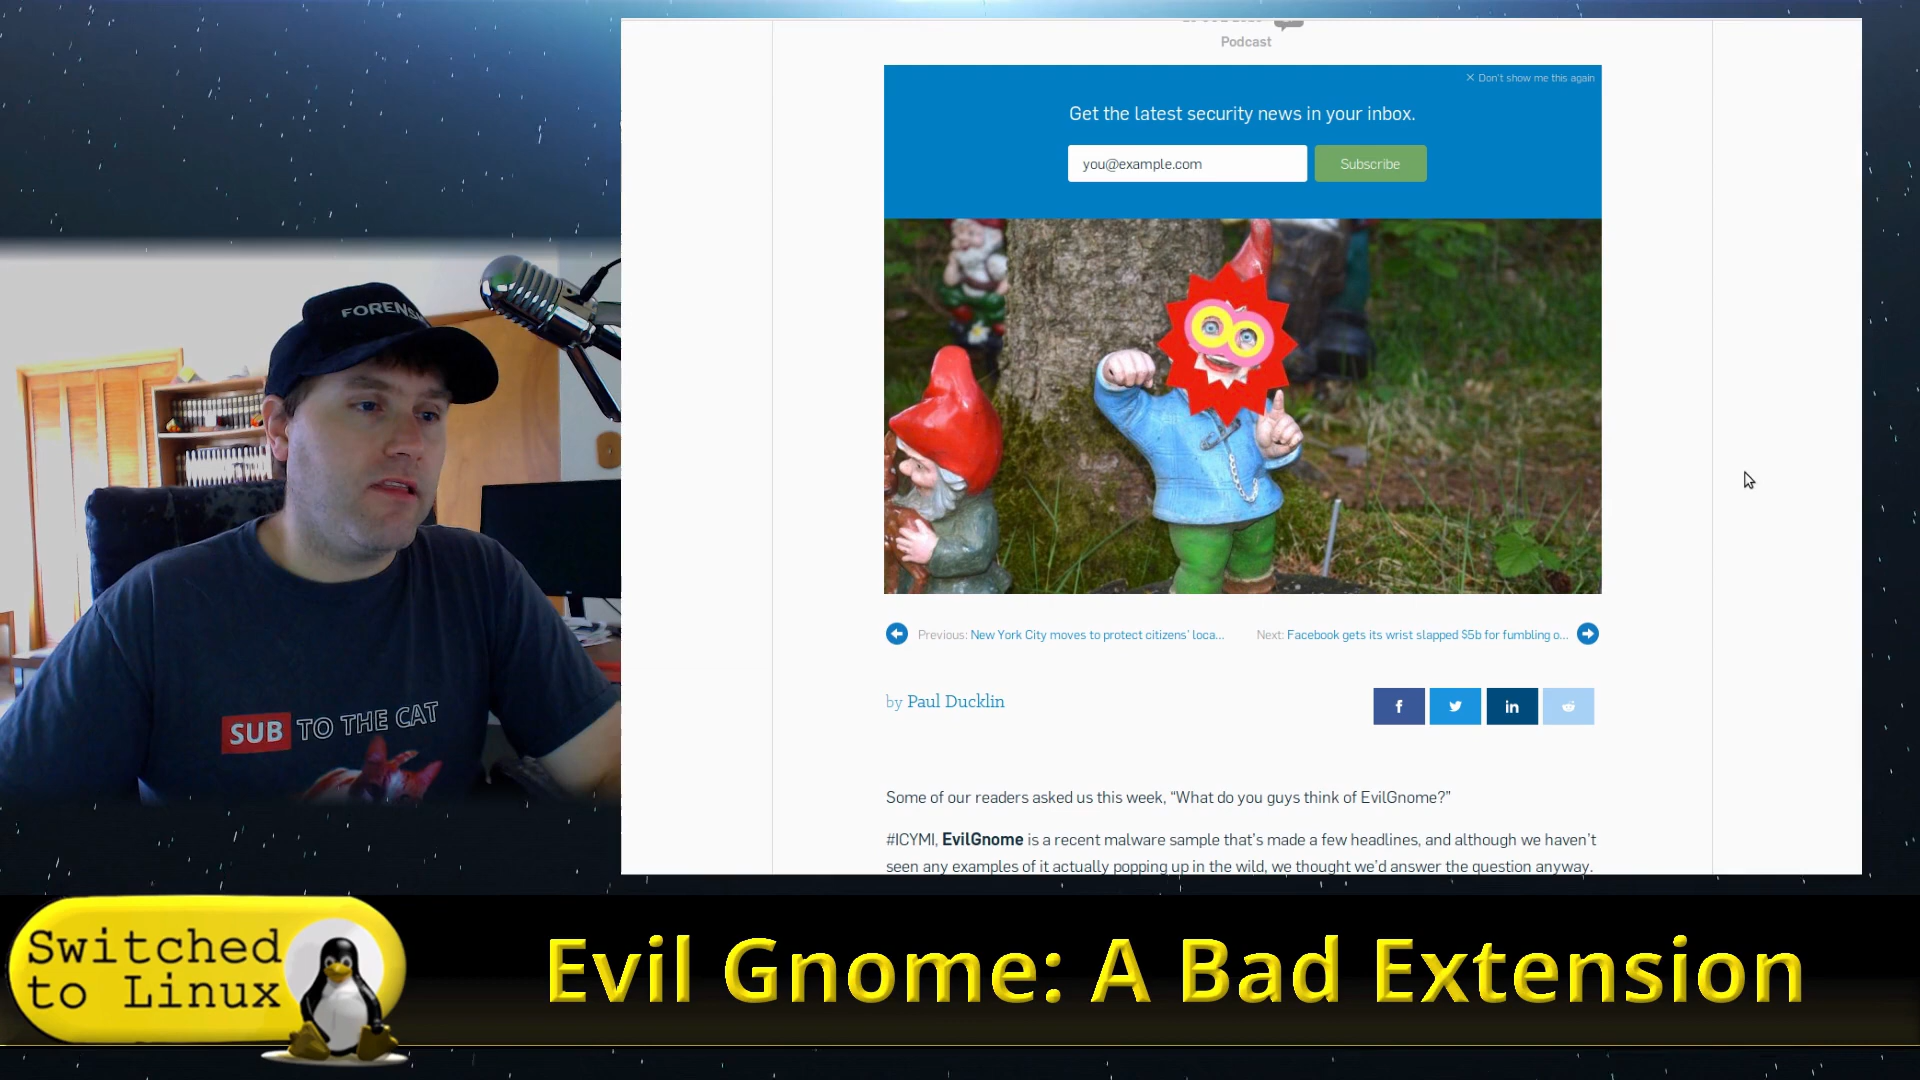 Podcast
× Don't show me this again
Get the latest security news in your inbox.
you@example.com
Subscribe
Previous: New York City moves to protect citizens' loca...
Next: Facebook gets its wrist slapped $5b for fumbling o...
by Paul Ducklin
f
in
Some of our readers asked us this week, “What do you guys think of EvilGnome?”
#ICYMI, EvilGnome is a recent malware sample that's made a few headlines, and although we haven't
seen any examples of it actually popping up in the wild, we thought we'd answer the question anyway.
SUB TO THE CAT
Switched
to Linux
Evil Gnome: A Bad Extension